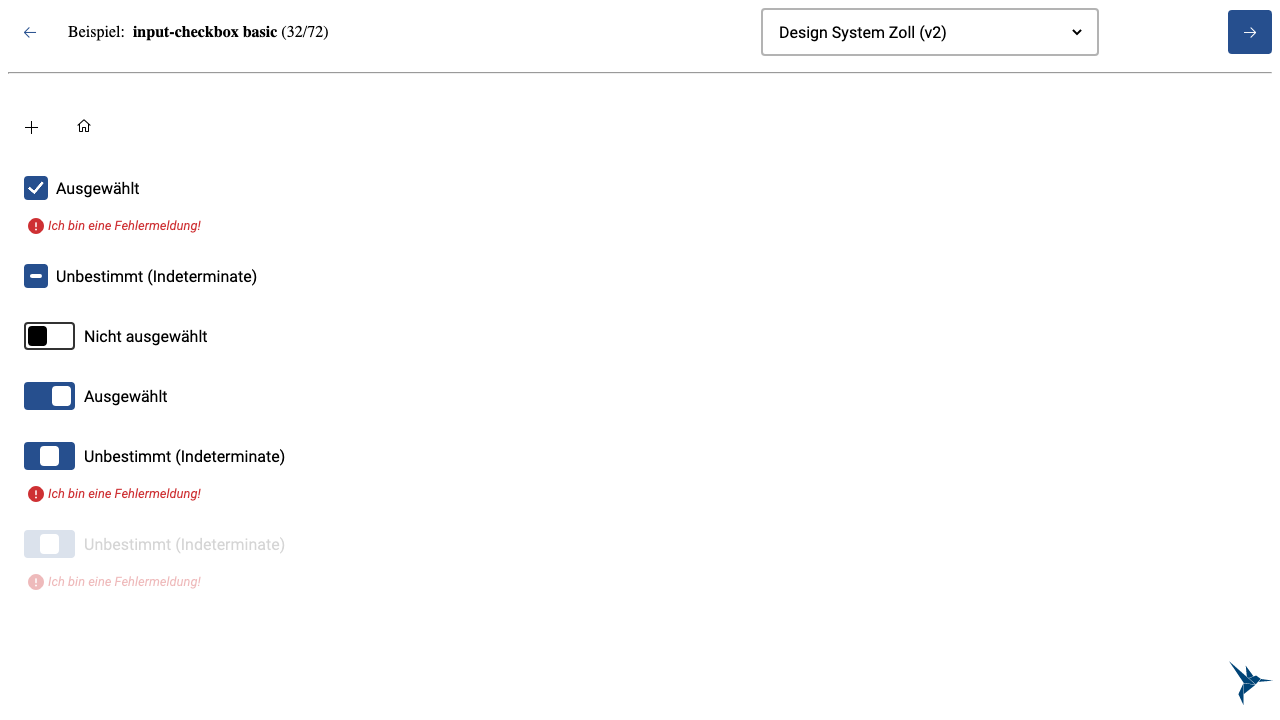 Beispiel: input-checkbox basic (32/72)
Design System Zoll (v2)
Ausgewählt
Ich bin eine Fehlermeldung!
Unbestimmt (Indeterminate)
Nicht ausgewählt
Ausgewählt
Unbestimmt (Indeterminate)
Ich bin eine Fehlermeldung!
Unbestimmt (Indeterminate)
Ich bin eine Fehlermeldung!